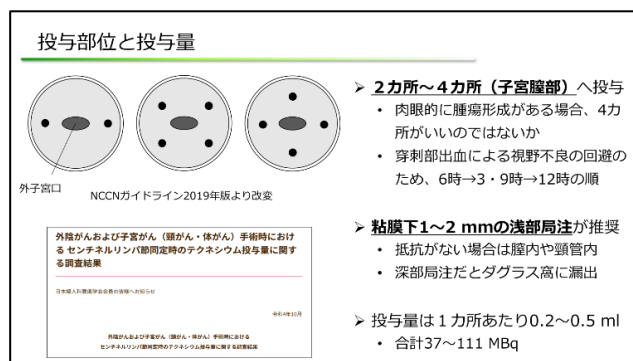 投与部位と投与量
外子宮口
NCCNガイドライン2019年版より改変
外陰がんおよび子宮がん（頸がん・体がん）手術時におけ
る センチネルリンパ節同定時のテクネシウム投与量に関す
る調査結果
日本婦人科腫瘍学会会員の皆様へお知らせ
令和4年10月
外陰がんおよび子宮がん（頸がん・体がん）手術時における
センチネルリンパ節同定時のテクネシウム投与量に関する調査結果
➢ 2カ所～4カ所（子宮腟部）へ投与
• 肉眼的に腫瘍形成がある場合、4カ
所がいいのではないか
• 穿刺部出血による視野不良の回避の
ため、6時→3・9時→12時の順
➢ 粘膜下1～2 mmの浅部局注が推奨
• 抵抗がない場合は腟内や頸管内
• 深部局注だとダグラス窩に漏出
➢ 投与量は１カ所あたり0.2～0.5 ml
• 合計37～111 MBq